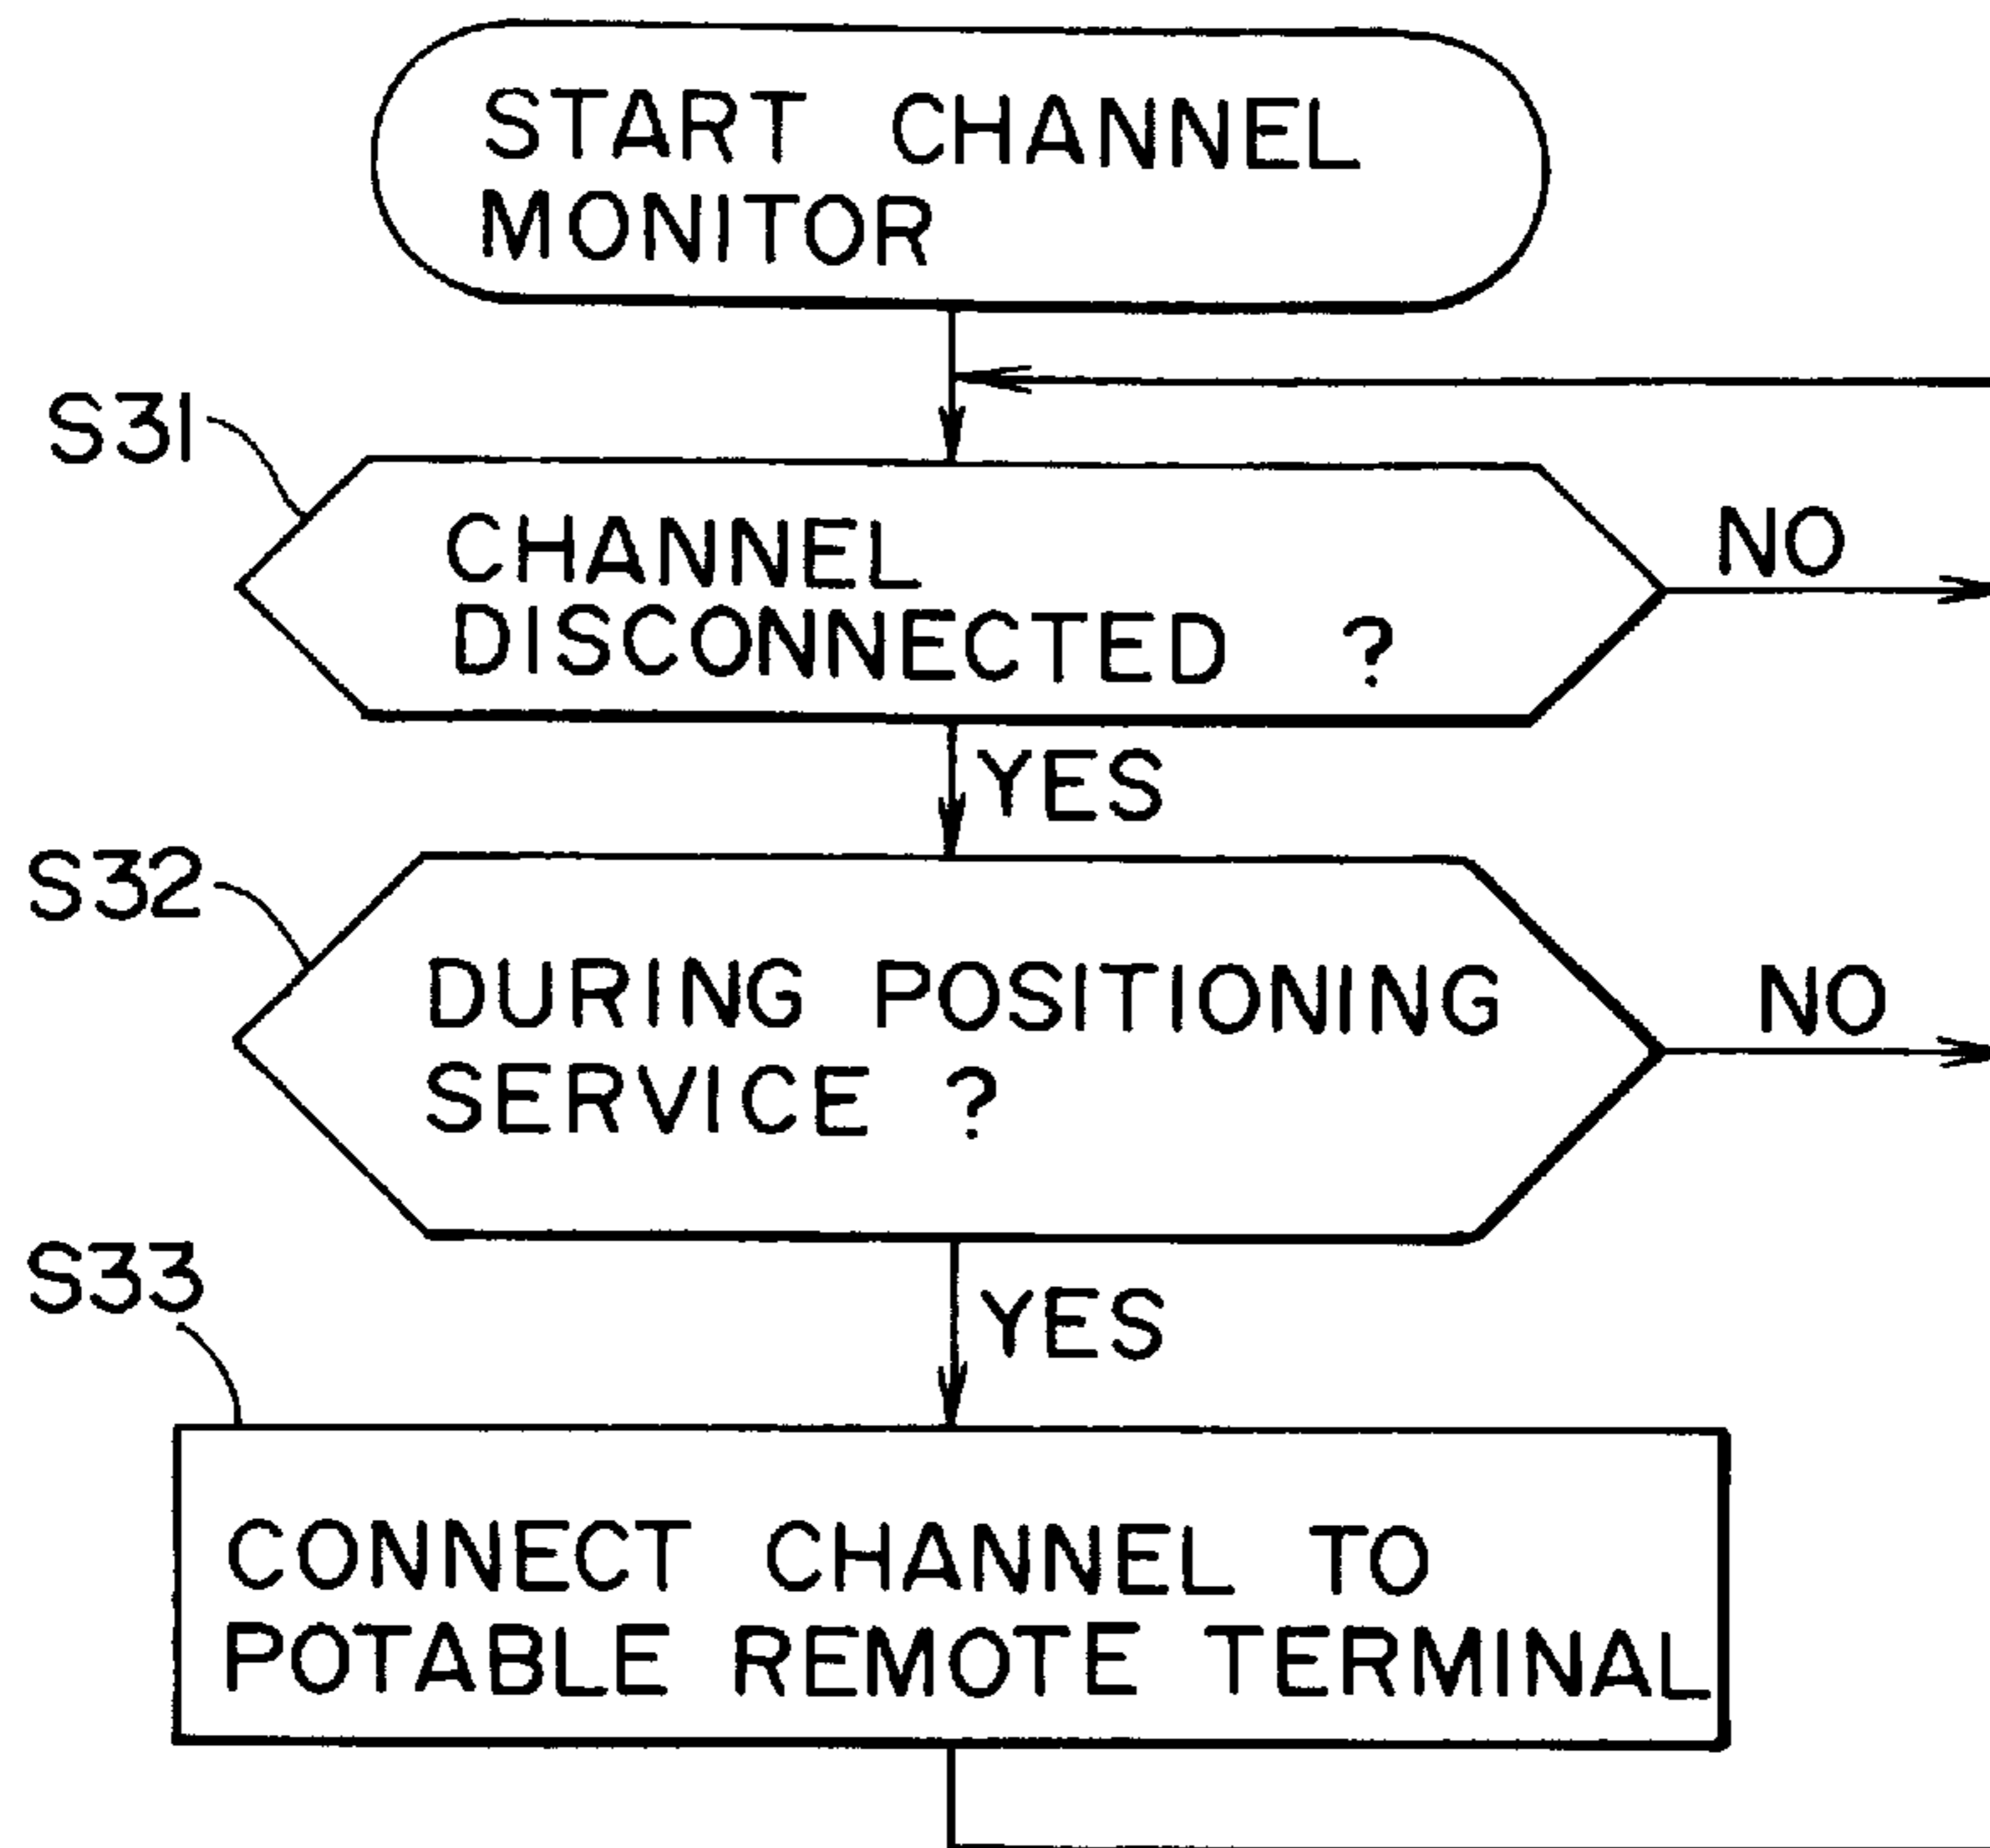 START CHANNEL
MONITOR
S31
CHANNEL
DISCONNECTED ?
NO
YES
S32
DURING POSITIONING
SERVICE ?
NO
YES
S33
CONNECT CHANNEL TO
POTABLE REMOTE TERMINAL